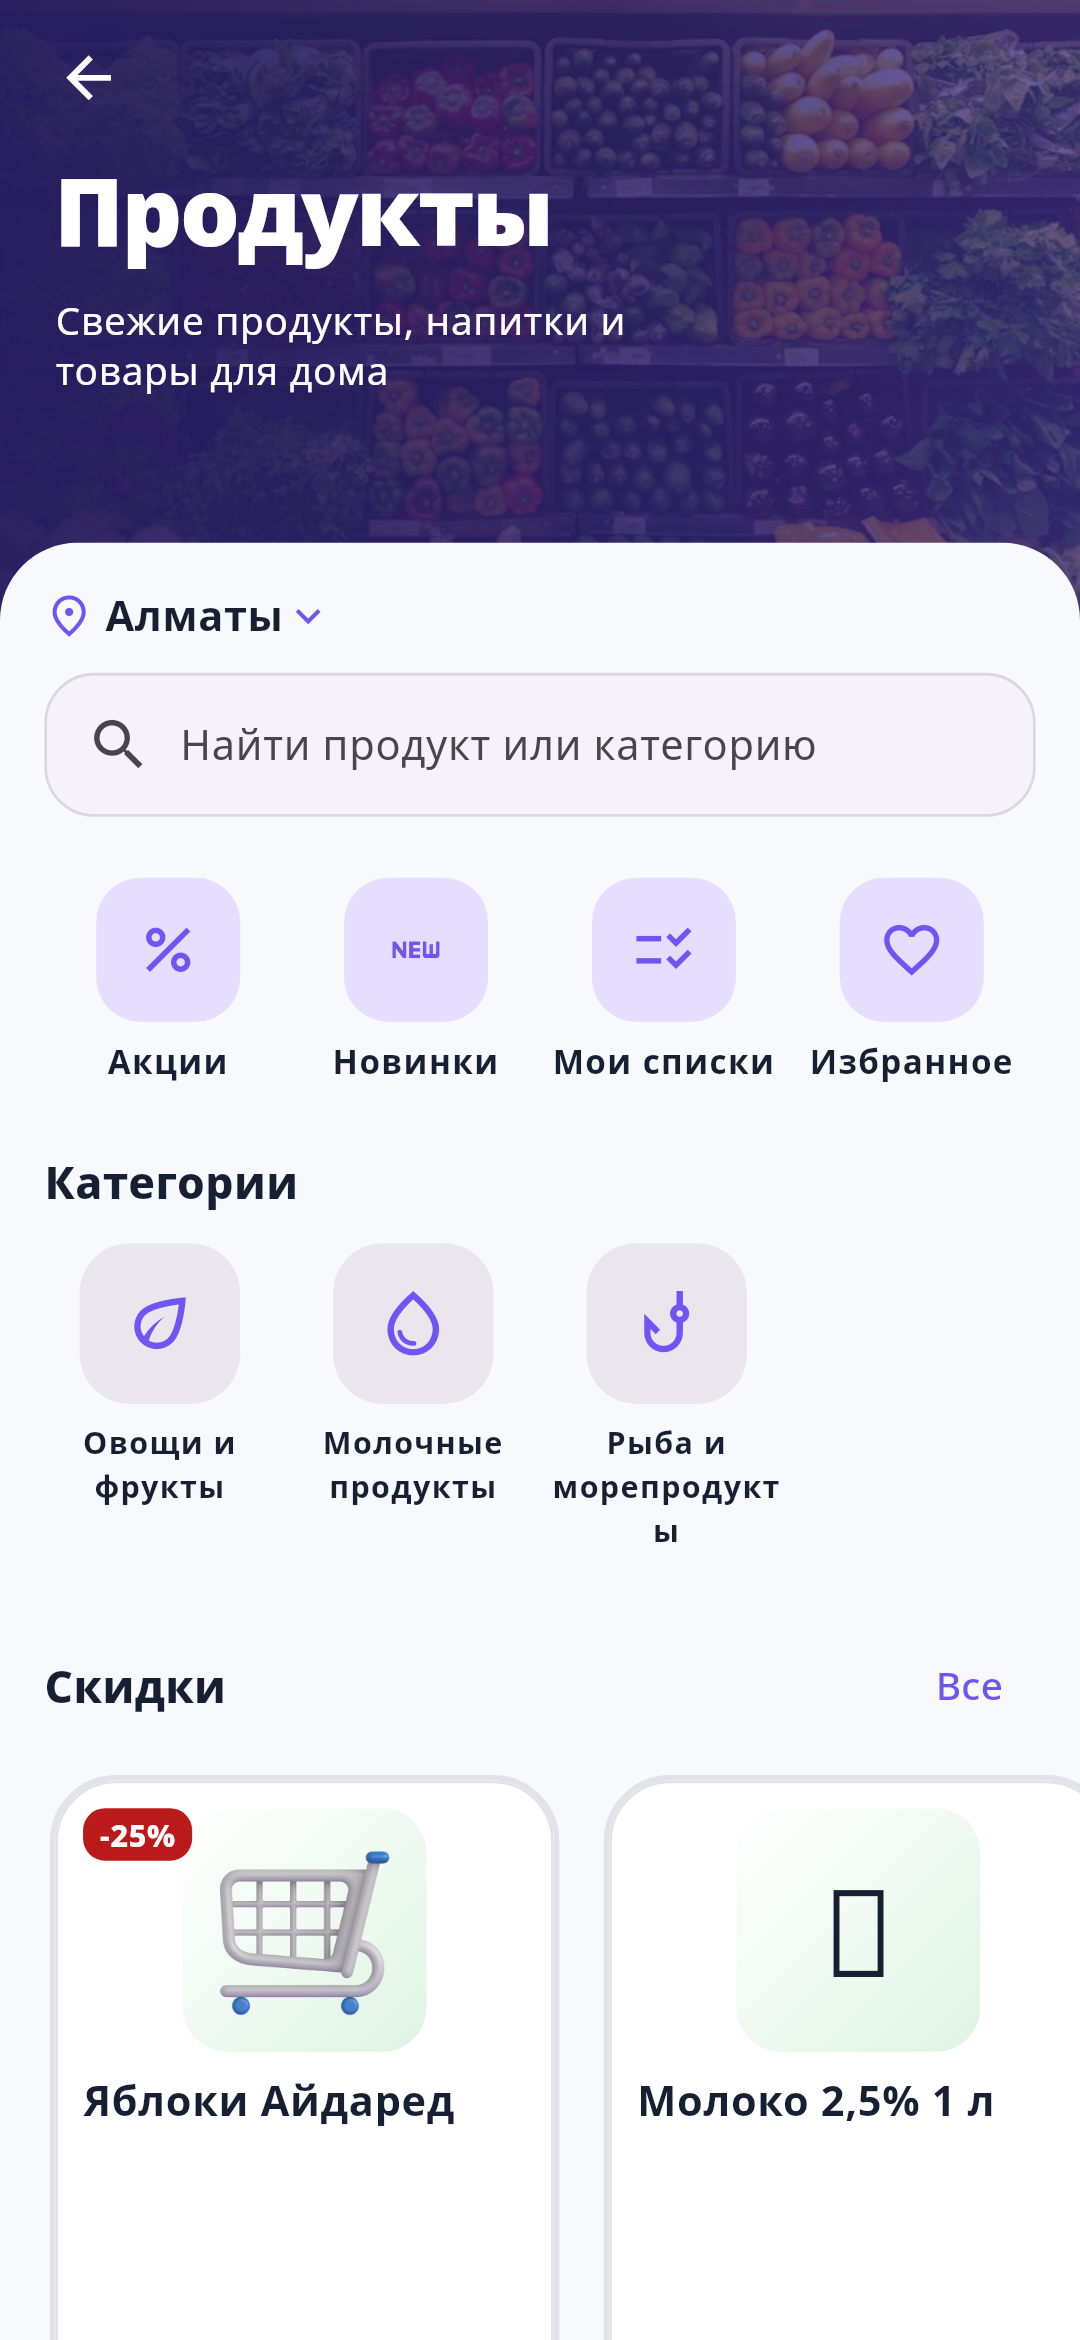 Продукты
Свежие продукты, напитки и
товары для дома
Алматы
Найти продукт или категорию
NEW
Акции
Новинки
Мои списки
Избранное
Категории
Овощи и
фрукты
Молочные
продукты
Рыба и
морепродукт
ы
Скидки
Все
-25%
Яблоки Айдаред
Молоко 2,5% 1 л